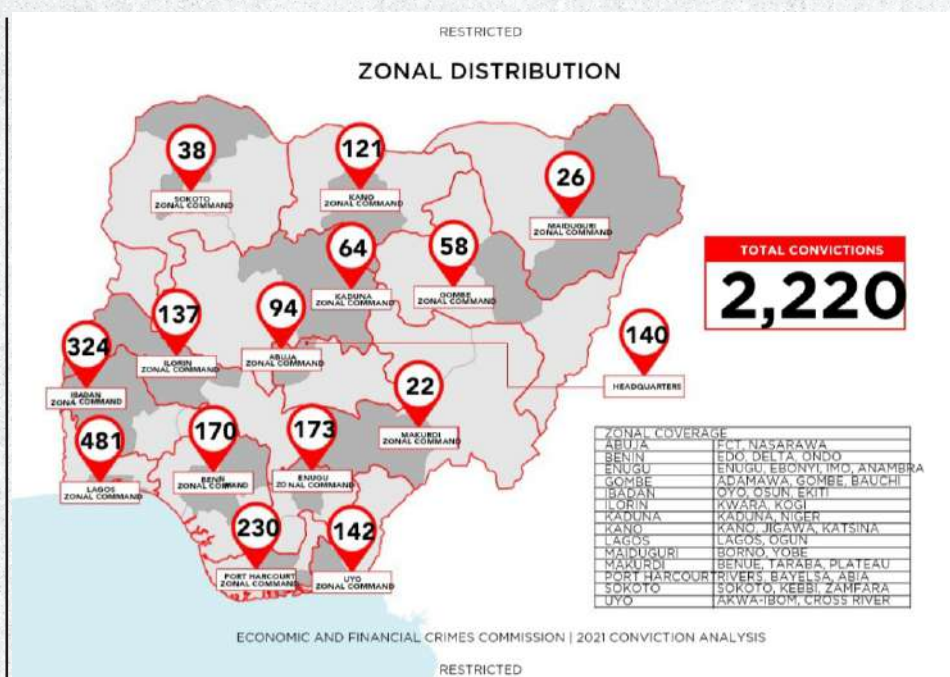 RESTRICTED
ZONAL DISTRIBUTION
38
SOKOTO
ZONAL COMMAND
121
KANO
ZONAL COMMAND
26
MAIDUGURI
ZONAL COMMAND
64
KADUNA
ZONAL COMMAND
58
GOMBE
ZONAL COMMAND
TOTAL CONVICTIONS
2,220
137
ILORIN
ZONAL COMMAND
94
ABUJA
ZONAL COMMAND
140
HEADQUARTERS
324
IBADAN
ZONA COMMAND
22
MAKURDI
ZONAL COMMAND
481
LAGOS
ZONAL COMMAND
170
BENIN
ZONAL COMMAND
173
ENUGU
ZONAL COMMAND
230
PORT HARCOURT
ZONAL COMMAND
142
UYO
ZONAL COMMAND
ZONAL COVERAGE
ABUJA FCT, NASARAWA
BENIN EDO, DELTA, ONDO
ENUGU ENUGU, EBONYI, IMO, ANAMBRA
GOMBE ADAMAWA, GOMBE, BAUCHI
IBADAN OYO, OSUN, EKITI
ILORIN KWARA, KOGI
KADUNA KADUNA, NIGER
KANO KANO, JIGAWA, KATSINA
LAGOS LAGOS, OGUN
MAIDUGURI BORNO, YOBE
MAKURDI BENUE, TARABA, PLATEAU
PORT HARCOURT RIVERS, BAYELSA, ABIA
SOKOTO SOKOTO, KEBBI, ZAMFARA
UYO AKWA-IBOM, CROSS RIVER
ECONOMIC AND FINANCIAL CRIMES COMMISSION | 2021 CONVICTION ANALYSIS
RESTRICTED